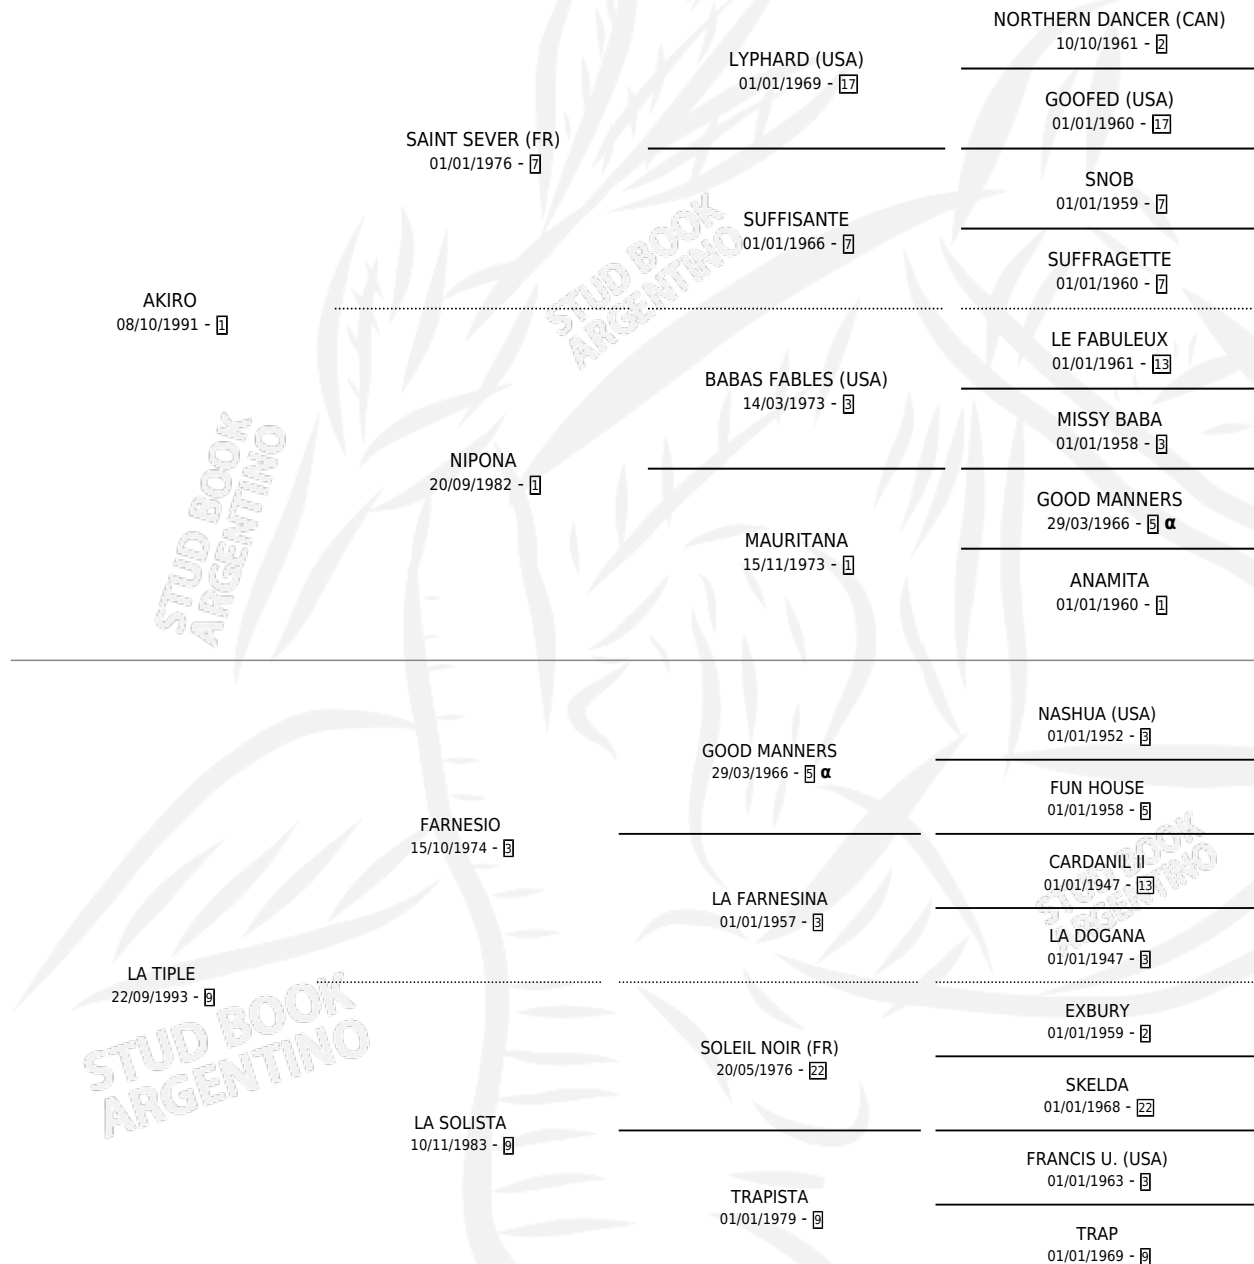 NORTHERN DANCER (CAN)
10/10/1961 - 2
LYPHARD (USA)
01/01/1969 - 17
GOOFED (USA)
01/01/1960 - 17
SAINT SEVER (FR)
01/01/1976 - 7
SNOB
01/01/1959 - 7
SUFFISANTE
01/01/1966 - 7
SUFFRAGETTE
01/01/1960 - 7
AKIRO
08/10/1991 - 1
LE FABULEUX
01/01/1961 - 13
BABAS FABLES (USA)
14/03/1973 - 3
MISSY BABA
01/01/1958 - 3
NIPONA
20/09/1982 - 1
GOOD MANNERS
29/03/1966 - 5 α
MAURITANA
15/11/1973 - 1
ANAMITA
01/01/1960 - 1
NASHUA (USA)
01/01/1952 - 3
GOOD MANNERS
29/03/1966 - 5 α
FUN HOUSE
01/01/1958 - 5
FARNESIO
15/10/1974 - 3
CARDANIL II
01/01/1947 - 13
LA FARNESINA
01/01/1957 - 3
LA DOGANA
01/01/1947 - 3
LA TIPLE
22/09/1993 - 9
EXBURY
01/01/1959 - 2
SOLEIL NOIR (FR)
20/05/1976 - 22
SKELDA
01/01/1968 - 22
LA SOLISTA
10/11/1983 - 9
FRANCIS U. (USA)
01/01/1963 - 3
TRAPISTA
01/01/1979 - 9
TRAP
01/01/1969 - 9
STUD BOOK
ARGENTINO
STUD BOOK
ARGENTINO
STUD BOOK
ARGENTINO
STUD BOOK
ARGENTINO